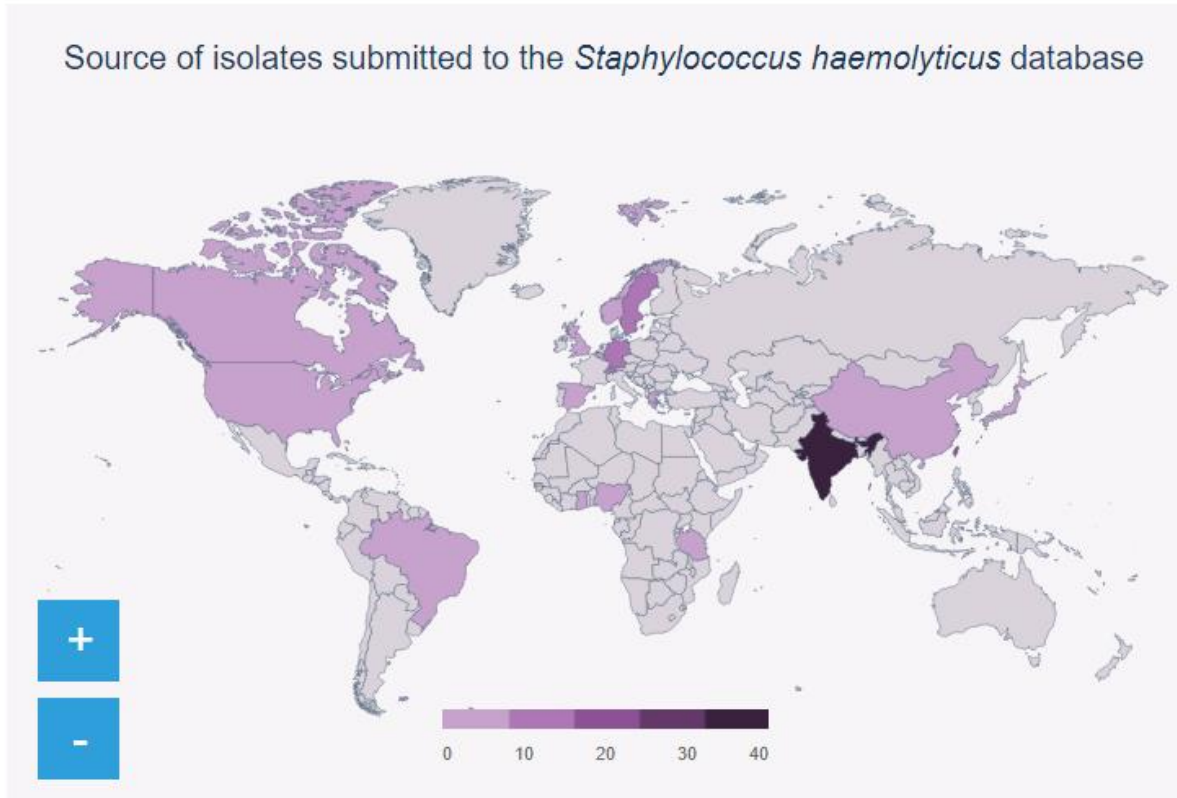 Source of isolates submitted to the Staphylococcus haemolyticus database
+
-
0 10 20 30 40